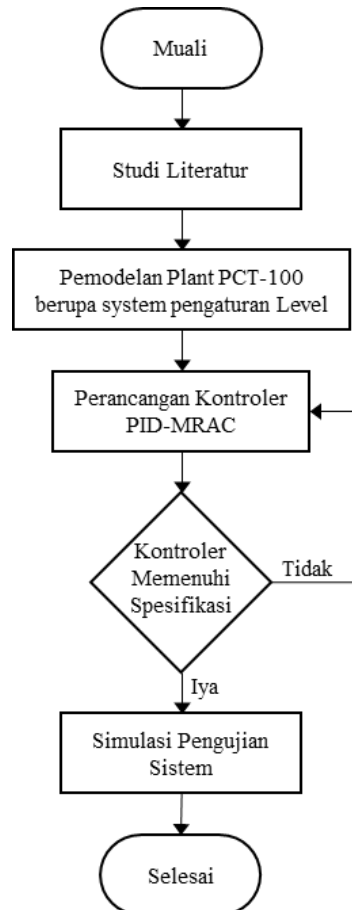 Muali
Studi Literatur
Pemodelan Plant PCT-100
berupa system pengaturan Level
Perancangan Kontroler
PID-MRAC
Kontroler
Memenuhi
Spesifikasi
Tidak
Iya
Simulasi Pengujian
Sistem
Selesai